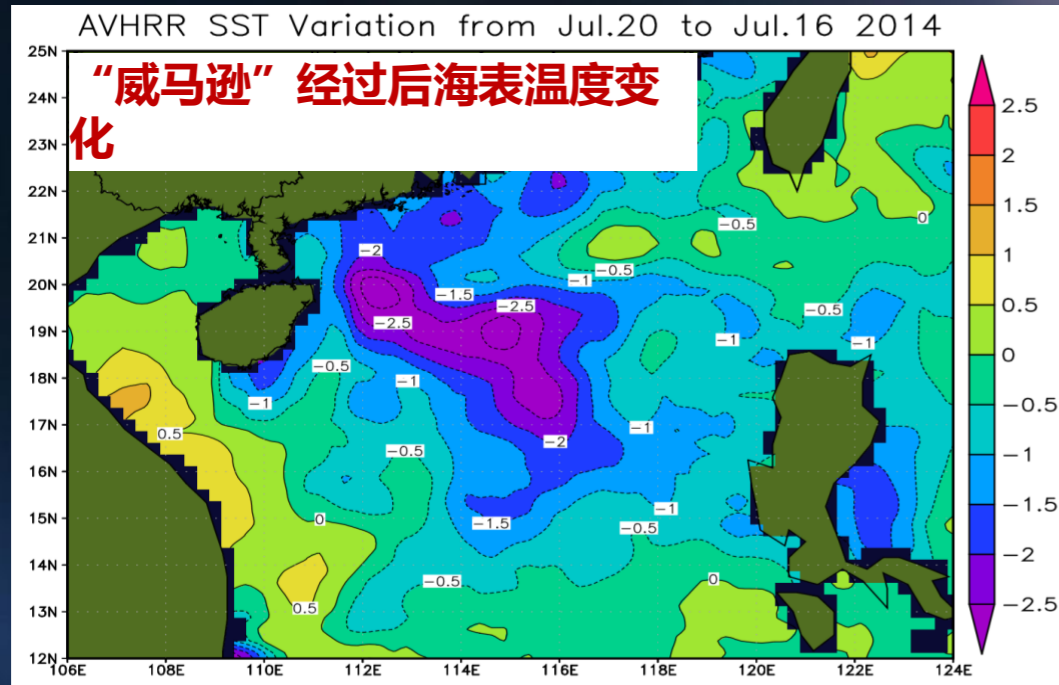 AVHRR SST Variation from Jul.20 to Jul.16 2014
“威马逊”经过后海表温度变
化
25N
24N
23N
22N
21N
20N
19N
18N
17N
16N
15N
14N
13N
12N
106E 108E 110E 112E 114E 116E 118E 120E 122E 124E
2.5
2
1.5
1
0.5
0
−0.5
−1
−1.5
−2
−2.5
−0.5
0
−2
−0.5
−1
−1.5
−2.5
−0.5
−2.5
−1
−1
−0.5
−1
−1
0.5
−1
−2
−0.5
−1
0
−1.5
−0.5
−0.5
0
0.5